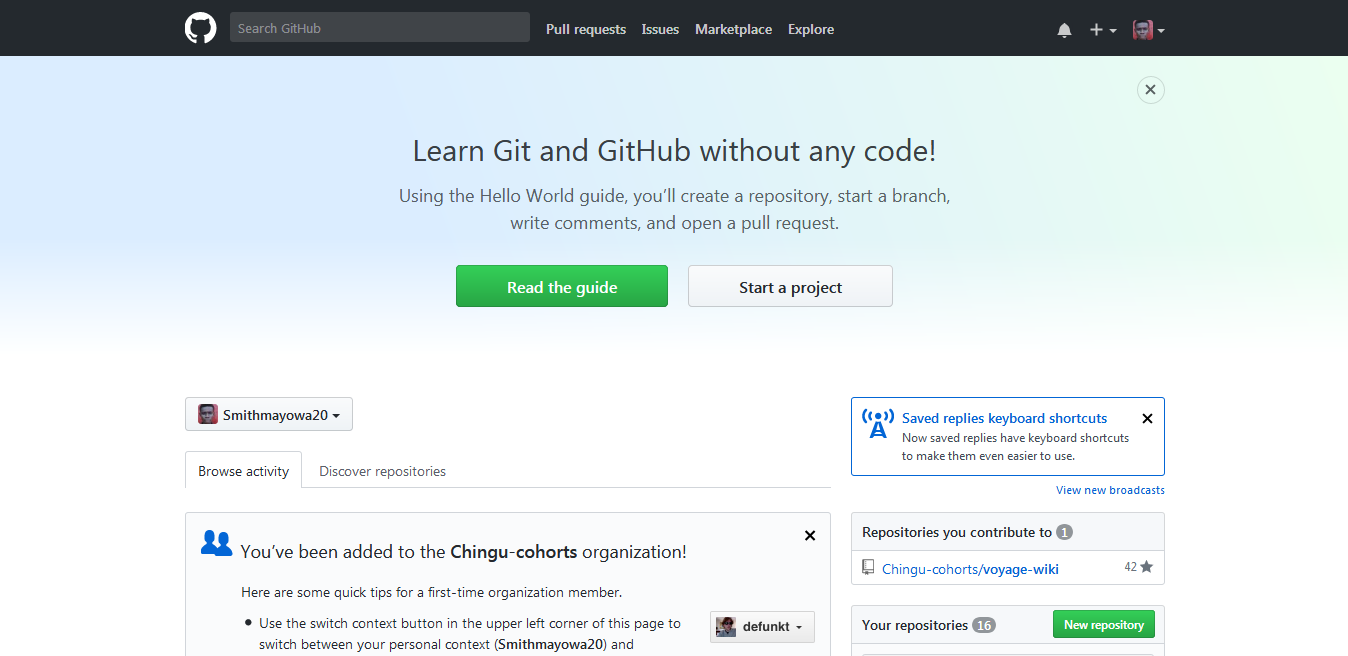 Search GitHub
Pull requests
Issues
Marketplace
Explore
Learn Git and GitHub without any code!
Using the Hello World guide, you’ll create a repository, start a branch,
write comments, and open a pull request.
Read the guide
Start a project
Smithmayowa20
Browse activity
Discover repositories
You’ve been added to the Chingu-cohorts organization!
Here are some quick tips for a first-time organization member.
Use the switch context button in the upper left corner of this page to
switch between your personal context (Smithmayowa20) and
defunkt
Saved replies keyboard shortcuts
Now saved replies have keyboard shortcuts
to make them even easier to use.
View new broadcasts
Repositories you contribute to 1
Chingu-cohorts/voyage-wiki 42
Your repositories 16
New repository